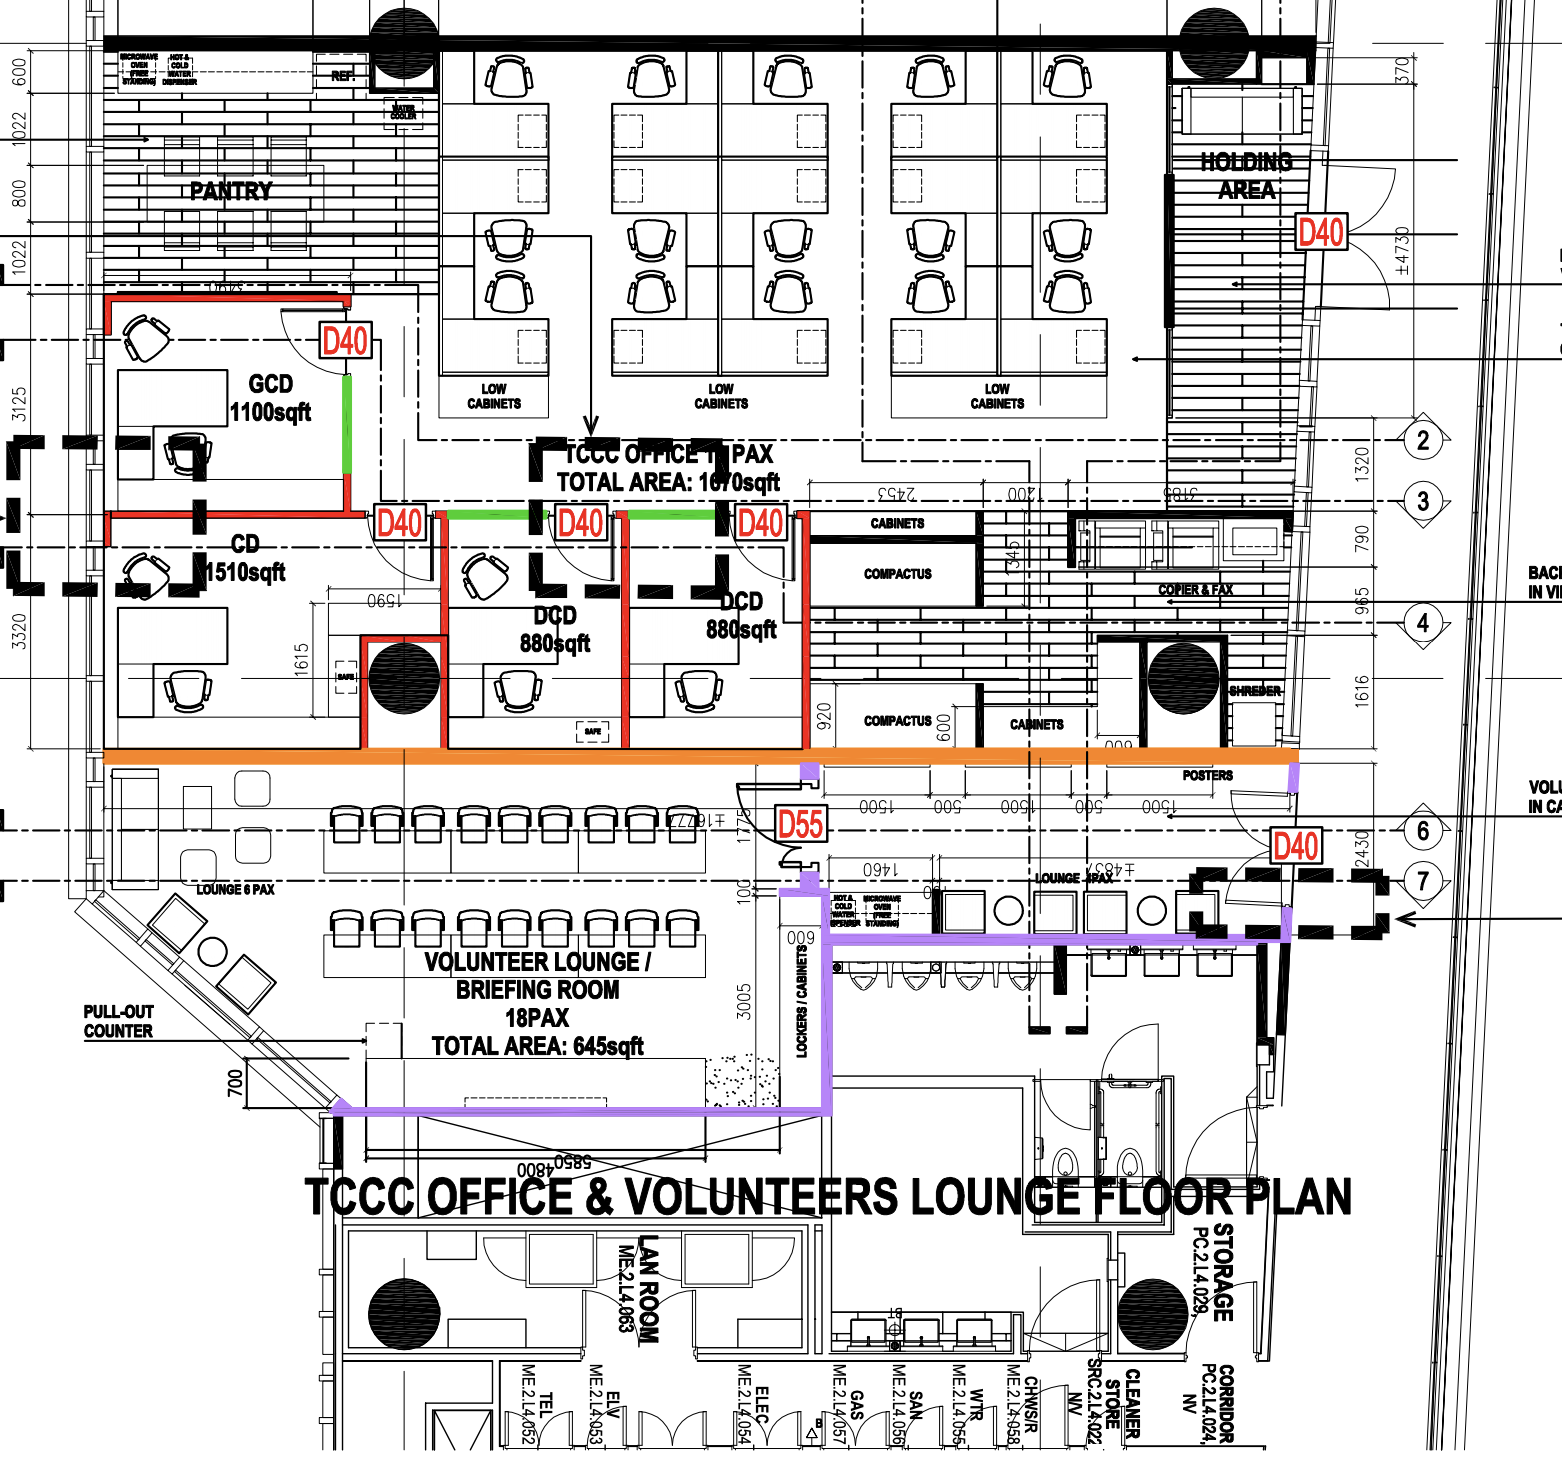 MICROWAVE
OVEN
(FREE
STANDING)
HOT &
COLD
WATER
DISPENSER
REF.
WATER
COOLER
PANTRY
600
1022
800
1022
3125
3320
3490
HOLDING
AREA
370
±4730
D40
D40
GCD
1100sqft
LOW
CABINETS
LOW
CABINETS
LOW
CABINETS
TCCC OFFICE
PAX
TOTAL AREA: 1670sqft
2
3
4
6
7
1320
790
965
1616
2430
2453
1200
3185
1345
D40
D40
D40
CD
1510sqft
1590
1615
SAFE
DCD
880sqft
SAFE
DCD
880sqft
CABINETS
COMPACTUS
COPIER & FAX
COMPACTUS
CABINETS
SHREDER
920
600
600
BAC
IN VI
VOLU
IN CA
POSTERS
1500
500
1500
500
1500
±16777
1775
D55
D40
1460
±4837
100
LOUNGE 6 PAX
LOUNGE
PAX
HOT &
COLD
WATER
DISPENSER
MICROWAVE
OVEN
(FREE
STANDING)
600
LOCKERS / CABINETS
3005
VOLUNTEER LOUNGE /
BRIEFING ROOM
18PAX
TOTAL AREA: 645sqft
PULL-OUT
COUNTER
700
5850
4800
TCCC OFFICE & VOLUNTEERS LOUNGE FLOOR PLAN
LAN ROOM
ME.2.L4.063
STORAGE
PC.2.L4.029,
BT
TEL
ME.2.L4.052
ELV
ME.2.L4.053
ELEC
ME.2.L4.054
B
GAS
ME.2.L4.057
SAN
ME.2.L4.056
WTR
ME.2.L4.055
CHWS/R
ME.2.L4.058
N/V
CLEANER
STORE
SRC.2.L4.022
CORRIDOR
PC.2.L4.024,
NV